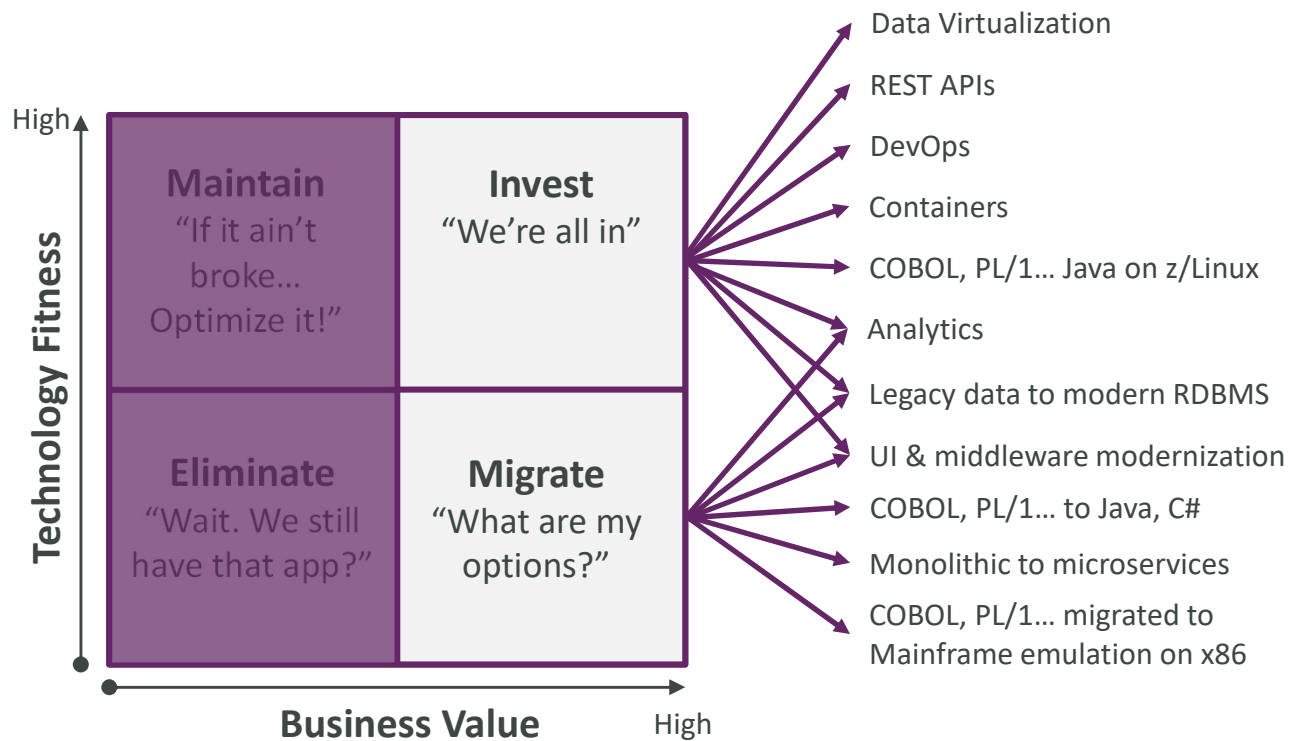 High
Technology Fitness
Maintain
“If it ain't
broke…
Optimize it!”
Invest
“We’re all in”
Eliminate
“Wait. We still
have that app?”
Migrate
“What are my
options?”
Business Value
High
Data Virtualization
REST APIs
DevOps
Containers
COBOL, PL/1… Java on z/Linux
Analytics
Legacy data to modern RDBMS
UI & middleware modernization
COBOL, PL/1… to Java, C#
Monolithic to microservices
COBOL, PL/1… migrated to
Mainframe emulation on x86